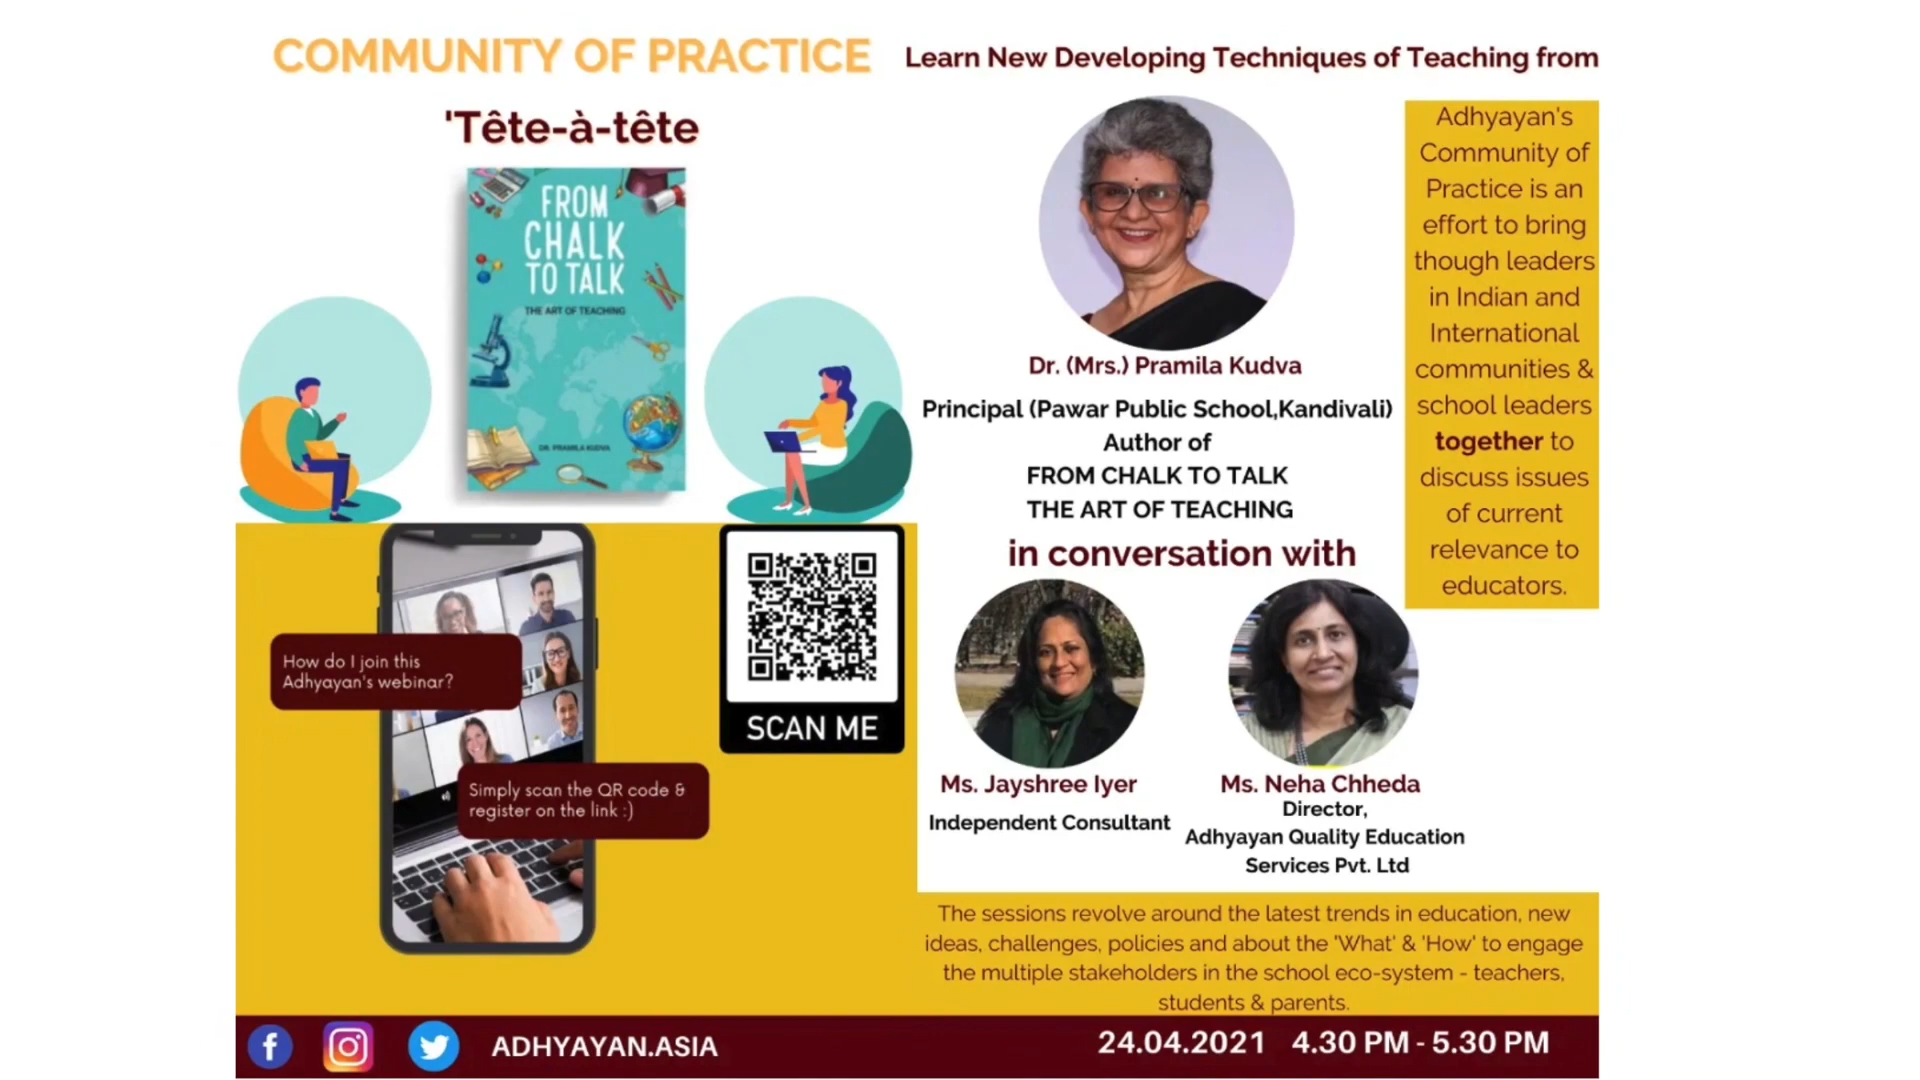 COMMUNITY OF PRACTICE
'Tête-à-tête
FROM
CHALK
TO TALK
THE ART OF TEACHING
DR. PRAMILA KUDVA
How do I join this
Adhyayan's webinar?
Simply scan the QR code &
register on the link :)
SCAN ME
Learn New Developing Techniques of Teaching from
Dr. (Mrs.) Pramila Kudva
Principal (Pawar Public School,Kandivali)
Author of
FROM CHALK TO TALK
THE ART OF TEACHING
in conversation with
Ms. Jayshree Iyer
Independent Consultant
Ms. Neha Chheda
Director,
Adhyayan Quality Education
Services Pvt. Ltd
Adhyayan's
Community of
Practice is an
effort to bring
though leaders
in Indian and
International
communities &
school leaders
together to
discuss issues
of current
relevance to
educators.
The sessions revolve around the latest trends in education, new
ideas, challenges, policies and about the 'What' & 'How' to engage
the multiple stakeholders in the school eco-system - teachers,
students & parents.
ADHYAYAN.ASIA
24.04.2021 4.30 PM - 5.30 PM